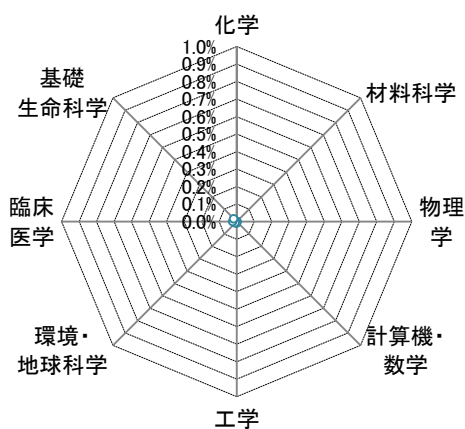 化学
1.0%
0.9%
0.8%
0.7%
0.6%
0.5%
0.4%
0.3%
0.2%
0.1%
0.0%
材料科学
物理
学
計算機・
数学
工学
環境・
地球科学
臨床
医学
基礎
生命科学